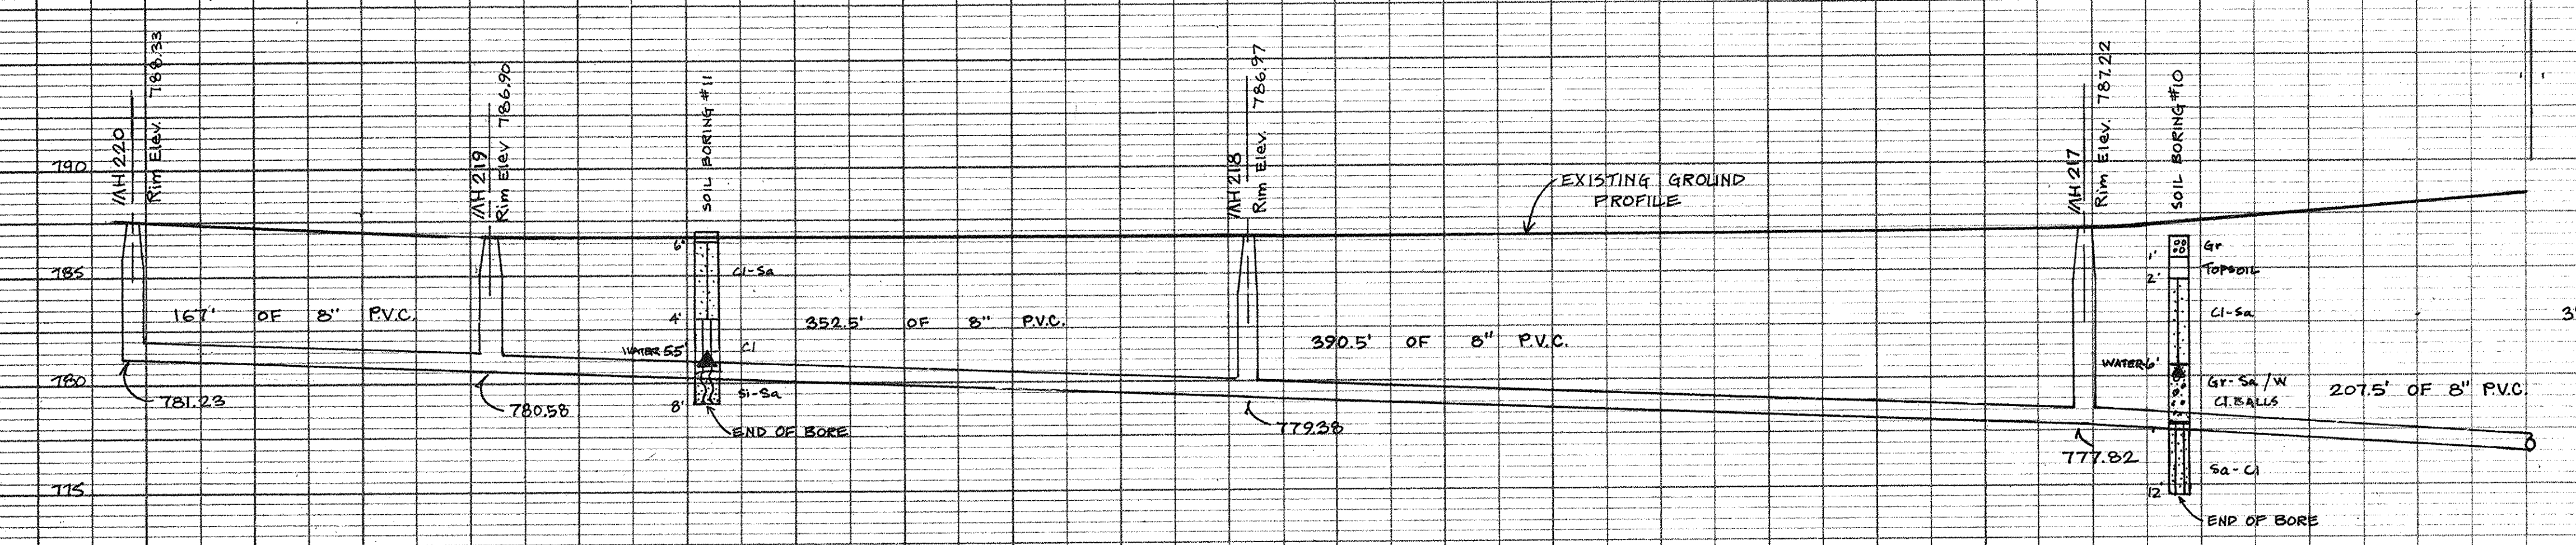 MH 220
Rim Elev. 788.33
MH 219
Rim Elev 786.90
SOIL BORING #11
MH 218
Rim Elev. 786.97
MH 217
Rim Elev. 787.22
SOIL BORING #10
790
EXISTING GROUND
PROFILE
785
6"
Cl-Sa
1'
Gr
TOPSOIL
2'
167' OF 8" P.V.C.
4'
352.5' OF 8" P.V.C.
Cl-Sa
WATER 5.5'
Cl
390.5' OF 8" P.V.C.
WATER 6'
780
781.23
780.58
Si-Sa
8'
END OF BORE
779.38
Gr-Sa/W
Cl. BALLS
207.5' OF 8" P.V.C.
777.82
Sa-Cl
775
12'
END OF BORE